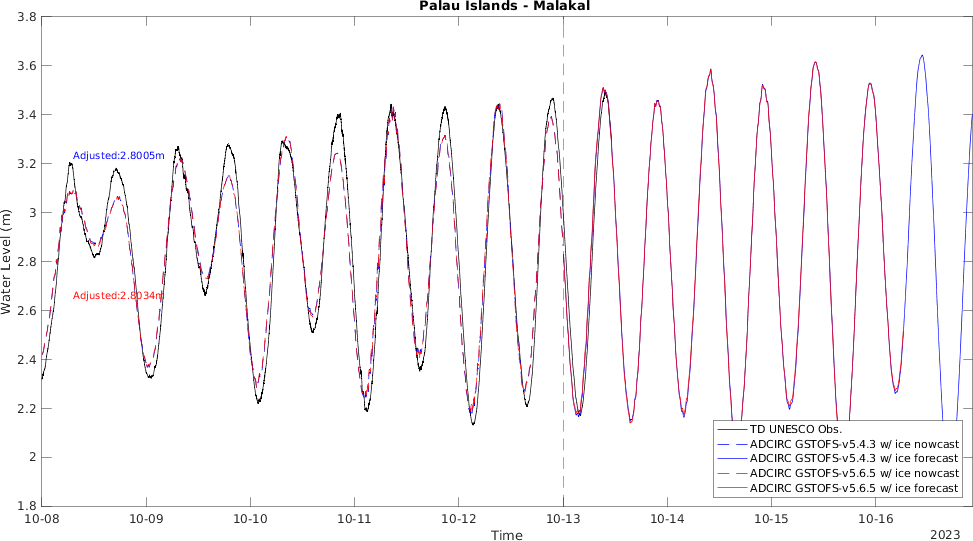 Palau Islands - Malakal
3.8
3.6
3.4
3.2
3
2.8
2.6
2.4
2.2
2
1.8
Water Level (m)
Adjusted:2.8005m
Adjusted:2.8034m
TD UNESCO Obs.
ADCIRC GSTOFS-v5.4.3 w/ ice nowcast
ADCIRC GSTOFS-v5.4.3 w/ ice forecast
ADCIRC GSTOFS-v5.6.5 w/ ice nowcast
ADCIRC GSTOFS-v5.6.5 w/ ice forecast
10-08 10-09 10-10 10-11 10-12 10-13 10-14 10-15 10-16
Time
2023